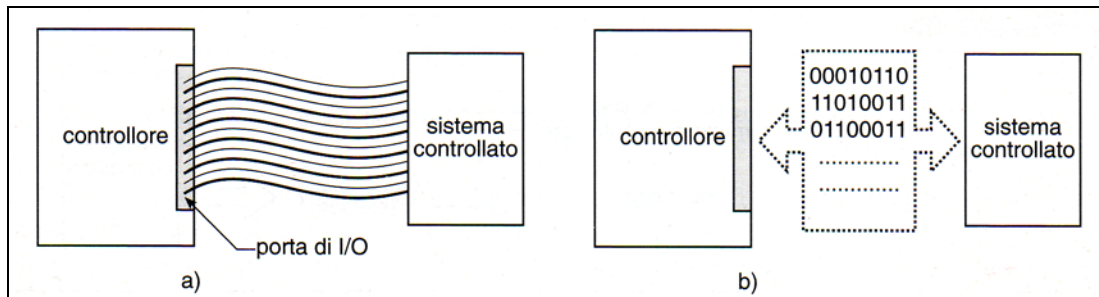 controllore
sistema
controllato
porta di I/O
a)
controllore
00010110
11010011
01100011
....................
....................
sistema
controllato
b)